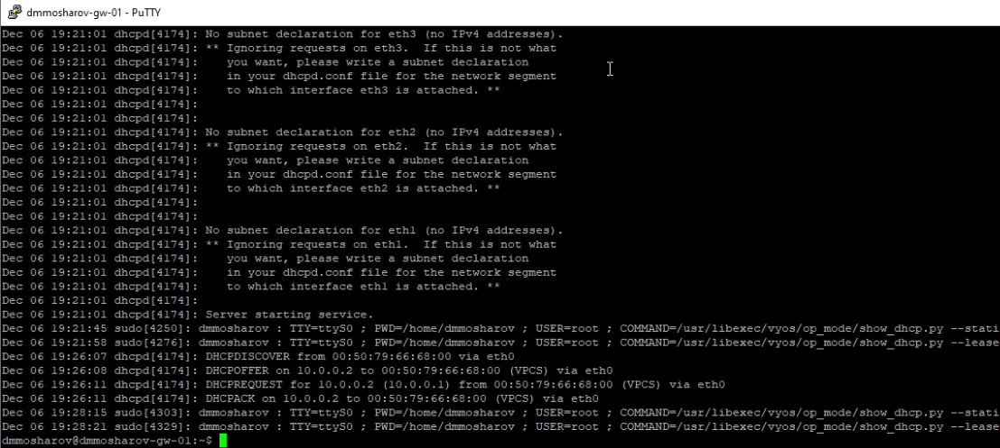 dmmosharov-gw-01 - PuTTY
Dec 06 19:21:01 dhcpd[4174]: No subnet declaration for eth3 (no IPv4 addresses).
Dec 06 19:21:01 dhcpd[4174]: ** Ignoring requests on eth3.  If this is not what
Dec 06 19:21:01 dhcpd[4174]:    you want, please write a subnet declaration
Dec 06 19:21:01 dhcpd[4174]:    in your dhcpd.conf file for the network segment
Dec 06 19:21:01 dhcpd[4174]:    to which interface eth3 is attached. **
Dec 06 19:21:01 dhcpd[4174]:
Dec 06 19:21:01 dhcpd[4174]:
Dec 06 19:21:01 dhcpd[4174]: No subnet declaration for eth2 (no IPv4 addresses).
Dec 06 19:21:01 dhcpd[4174]: ** Ignoring requests on eth2.  If this is not what
Dec 06 19:21:01 dhcpd[4174]:    you want, please write a subnet declaration
Dec 06 19:21:01 dhcpd[4174]:    in your dhcpd.conf file for the network segment
Dec 06 19:21:01 dhcpd[4174]:    to which interface eth2 is attached. **
Dec 06 19:21:01 dhcpd[4174]:
Dec 06 19:21:01 dhcpd[4174]:
Dec 06 19:21:01 dhcpd[4174]: No subnet declaration for eth1 (no IPv4 addresses).
Dec 06 19:21:01 dhcpd[4174]: ** Ignoring requests on eth1.  If this is not what
Dec 06 19:21:01 dhcpd[4174]:    you want, please write a subnet declaration
Dec 06 19:21:01 dhcpd[4174]:    in your dhcpd.conf file for the network segment
Dec 06 19:21:01 dhcpd[4174]:    to which interface eth1 is attached. **
Dec 06 19:21:01 dhcpd[4174]:
Dec 06 19:21:01 dhcpd[4174]: Server starting service.
Dec 06 19:21:45 sudo[4250]: dmmosharov : TTY=ttyS0 ; PWD=/home/dmmosharov ; USER=root ; COMMAND=/usr/libexec/vyos/op_mode/show_dhcp.py --stati
Dec 06 19:21:58 sudo[4276]: dmmosharov : TTY=ttyS0 ; PWD=/home/dmmosharov ; USER=root ; COMMAND=/usr/libexec/vyos/op_mode/show_dhcp.py --lease
Dec 06 19:26:07 dhcpd[4174]: DHCPDISCOVER from 00:50:79:66:68:00 via eth0
Dec 06 19:26:08 dhcpd[4174]: DHCPOFFER on 10.0.0.2 to 00:50:79:66:68:00 (VPCS) via eth0
Dec 06 19:26:11 dhcpd[4174]: DHCPREQUEST for 10.0.0.2 (10.0.0.1) from 00:50:79:66:68:00 (VPCS) via eth0
Dec 06 19:26:11 dhcpd[4174]: DHCPACK on 10.0.0.2 to 00:50:79:66:68:00 (VPCS) via eth0
Dec 06 19:28:15 sudo[4303]: dmmosharov : TTY=ttyS0 ; PWD=/home/dmmosharov ; USER=root ; COMMAND=/usr/libexec/vyos/op_mode/show_dhcp.py --stati
Dec 06 19:28:21 sudo[4329]: dmmosharov : TTY=ttyS0 ; PWD=/home/dmmosharov ; USER=root ; COMMAND=/usr/libexec/vyos/op_mode/show_dhcp.py --lease
dmmosharov@dmmosharov-gw-01:~$